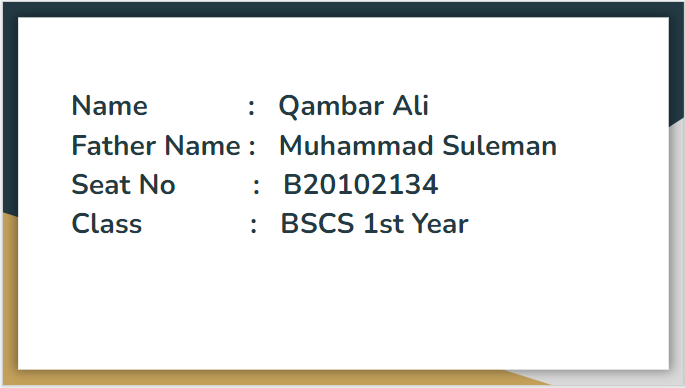 Name : Qambar Ali
Father Name : Muhammad Suleman
Seat No : B20102134
Class : BSCS 1st Year